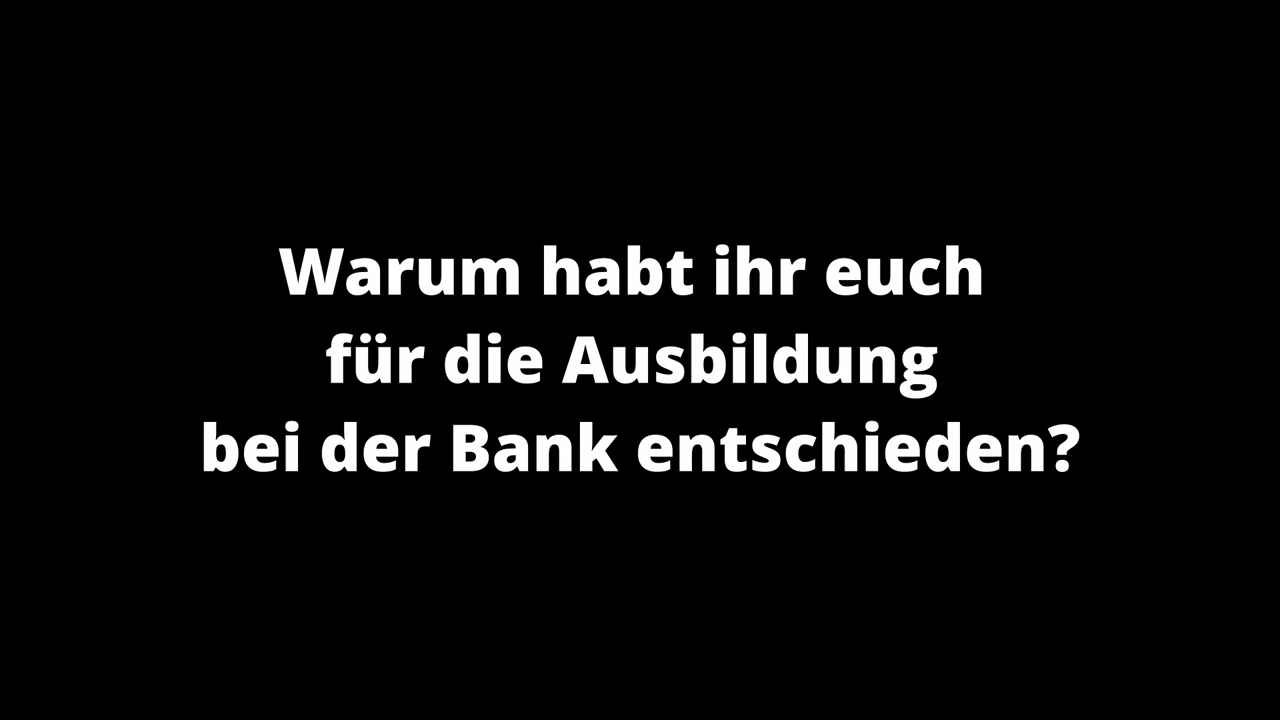 Warum habt ihr euch
für die Ausbildung
bei der Bank entschieden?